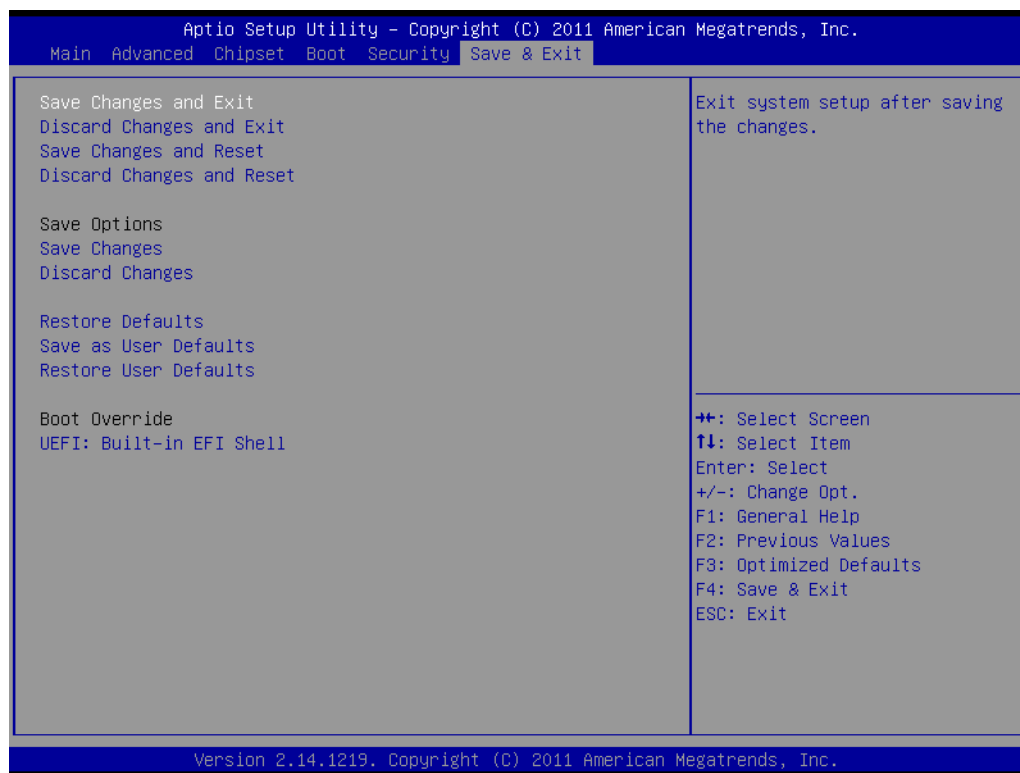 Aptio Setup Utility – Copyright (C) 2011 American Megatrends, Inc.
Main Advanced Chipset Boot Security Save & Exit
Save Changes and Exit
Discard Changes and Exit
Save Changes and Reset
Discard Changes and Reset
Save Options
Save Changes
Discard Changes
Restore Defaults
Save as User Defaults
Restore User Defaults
Boot Override
UEFI: Built-in EFI Shell
Exit system setup after saving
the changes.
→←: Select Screen
↑↓: Select Item
Enter: Select
+/-: Change Opt.
F1: General Help
F2: Previous Values
F3: Optimized Defaults
F4: Save & Exit
ESC: Exit
Version 2.14.1219. Copyright (C) 2011 American Megatrends, Inc.